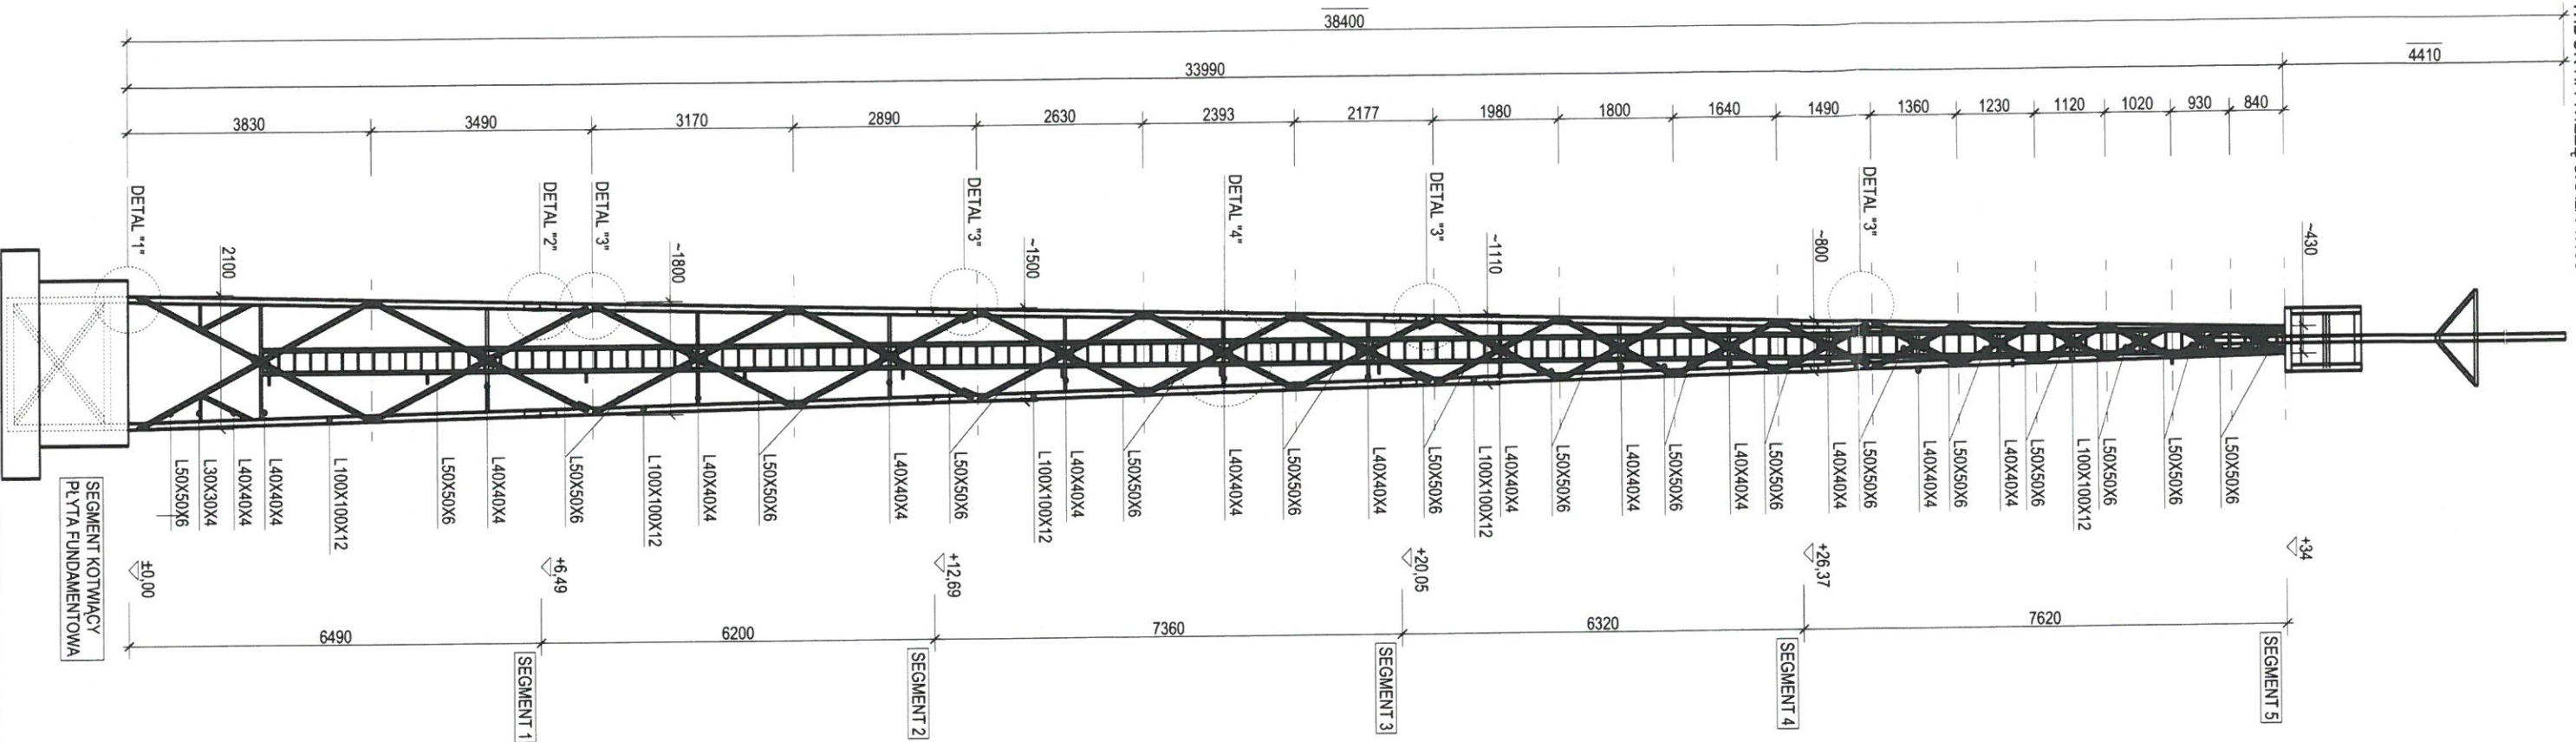 38400
33990
4410
3830
3490
3170
2890
2630
2393
2177
1980
1800
1640
1490
1360
1230
1120
1020
930
840
DETAL "1"
DETAL "2"
DETAL "3"
DETAL "3"
DETAL "4"
DETAL "3"
DETAL "3"
2100
~1800
~1500
~1110
~800
~430
L50X50X6
L30X30X4
L40X40X4
L40X40X4
L100X100X12
L50X50X6
L40X40X4
L50X50X6
L100X100X12
L40X40X4
L50X50X6
L40X40X4
L50X50X6
L100X100X12
L40X40X4
L50X50X6
L40X40X4
L50X50X6
L40X40X4
L50X50X6
L100X100X12
L40X40X4
L50X50X6
L40X40X4
L50X50X6
L40X40X4
L50X50X6
L40X40X4
L50X50X6
L40X40X4
L50X50X6
L40X40X4
L50X50X6
L100X100X12
L50X50X6
L50X50X6
L50X50X6
SEGMENT KOTWIĄCY
PŁYTA FUNDAMENTOWA
±0,00
+6,49
+12,69
+20,05
+26,37
+34
6490
6200
7360
6320
7620
SEGMENT 1
SEGMENT 2
SEGMENT 3
SEGMENT 4
SEGMENT 5